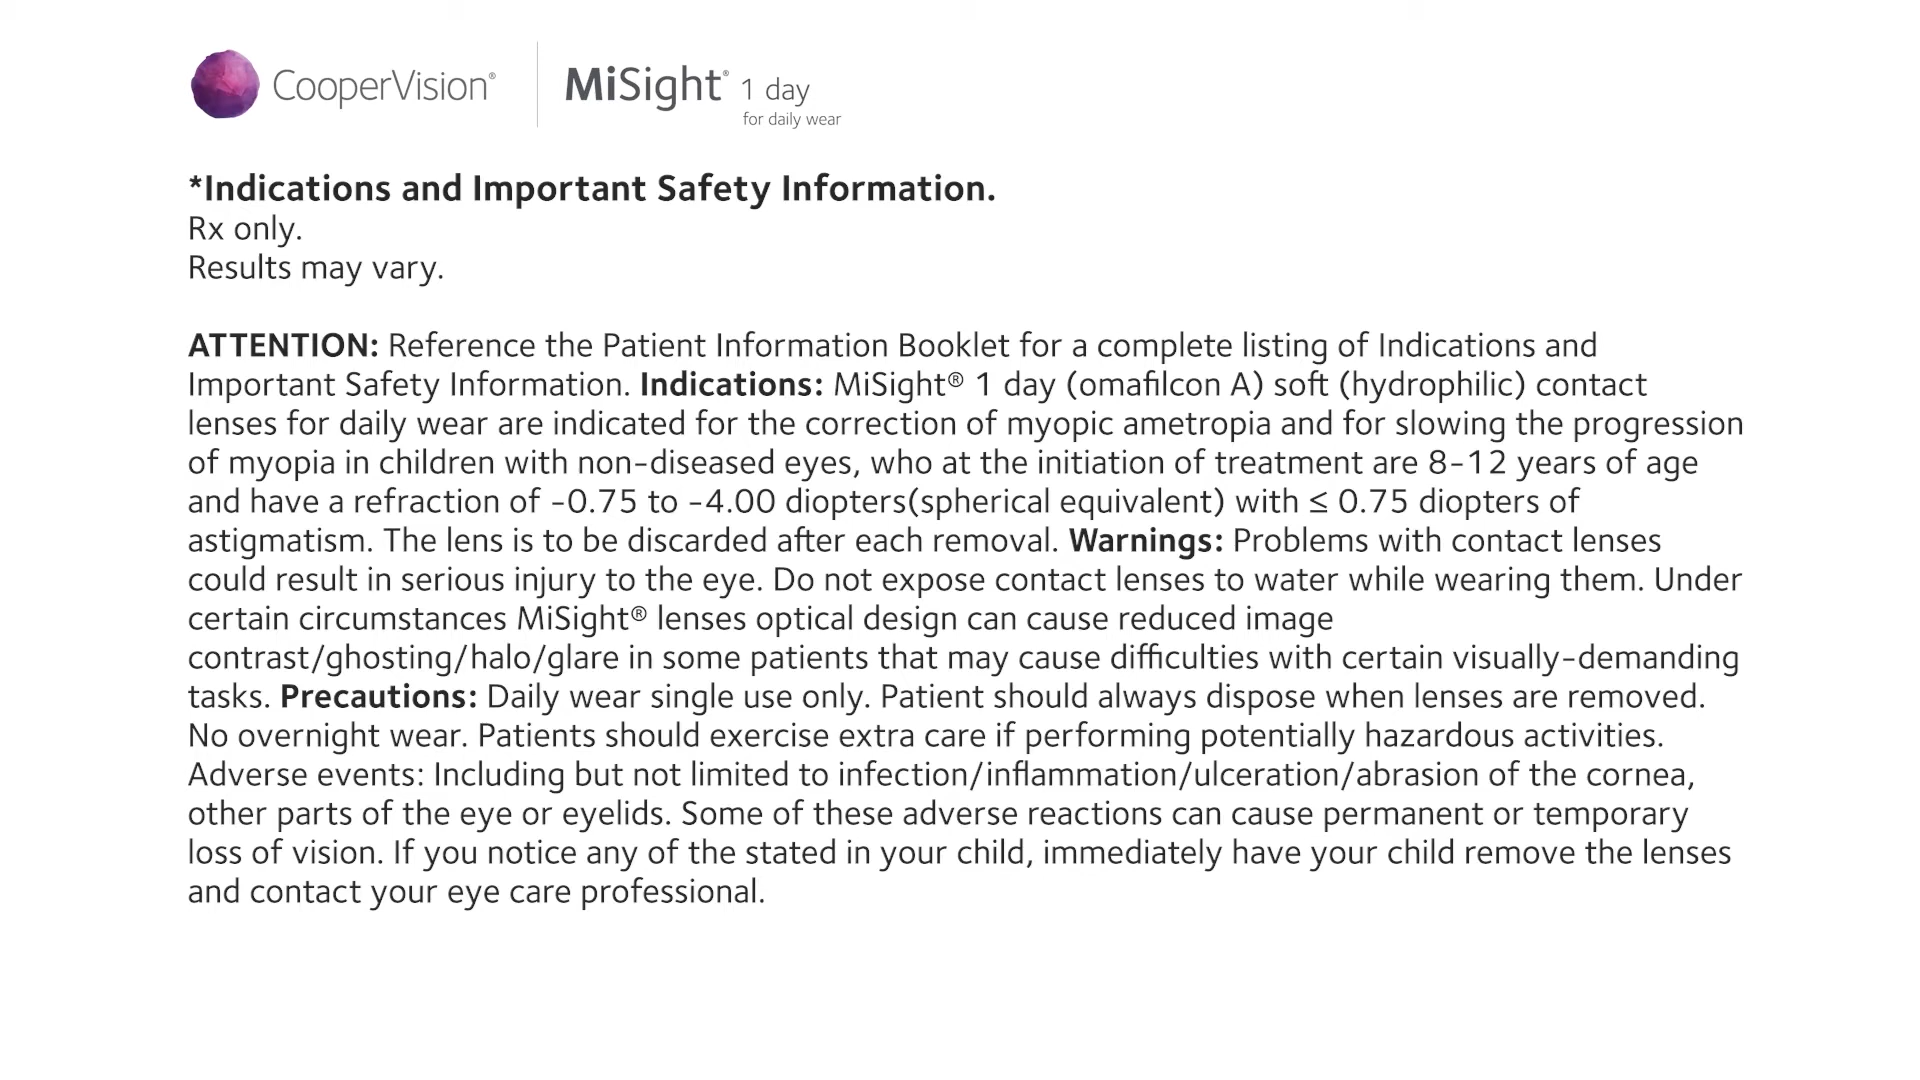 CooperVision® MiSight® 1 day
for daily wear
*Indications and Important Safety Information.
Rx only.
Results may vary.
ATTENTION: Reference the Patient Information Booklet for a complete listing of Indications and
Important Safety Information. Indications: MiSight® 1 day (omafilcon A) soft (hydrophilic) contact
lenses for daily wear are indicated for the correction of myopic ametropia and for slowing the progression
of myopia in children with non-diseased eyes, who at the initiation of treatment are 8-12 years of age
and have a refraction of -0.75 to -4.00 diopters(spherical equivalent) with ≤ 0.75 diopters of
astigmatism. The lens is to be discarded after each removal. Warnings: Problems with contact lenses
could result in serious injury to the eye. Do not expose contact lenses to water while wearing them. Under
certain circumstances MiSight® lenses optical design can cause reduced image
contrast/ghosting/halo/glare in some patients that may cause difficulties with certain visually-demanding
tasks. Precautions: Daily wear single use only. Patient should always dispose when lenses are removed.
No overnight wear. Patients should exercise extra care if performing potentially hazardous activities.
Adverse events: Including but not limited to infection/inflammation/ulceration/abrasion of the cornea,
other parts of the eye or eyelids. Some of these adverse reactions can cause permanent or temporary
loss of vision. If you notice any of the stated in your child, immediately have your child remove the lenses
and contact your eye care professional.